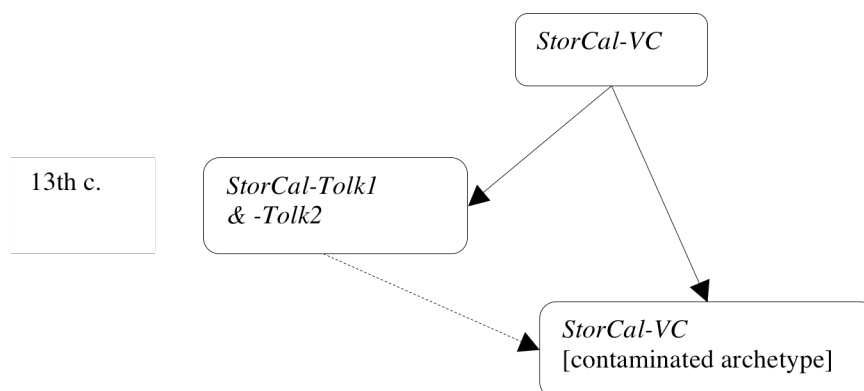 StorCal-VC
13th c.
StorCal-Tolk1
& -Tolk2
StorCal-VC
[contaminated archetype]